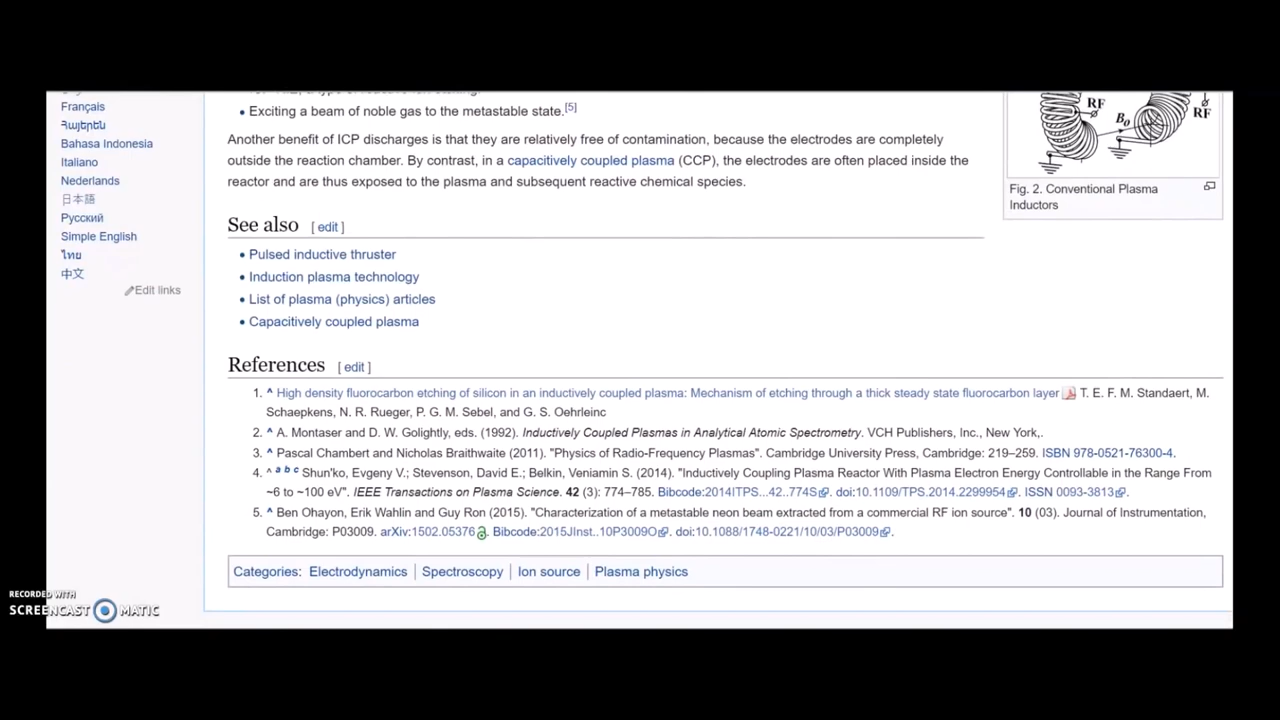 Français
Հայերեն
Bahasa Indonesia
Italiano
Nederlands
日本語
Русский
Simple English
ไทย
中文
Edit links
• Exciting a beam of noble gas to the metastable state.[5]
Another benefit of ICP discharges is that they are relatively free of contamination, because the electrodes are completely
outside the reaction chamber. By contrast, in a capacitively coupled plasma (CCP), the electrodes are often placed inside the
reactor and are thus exposed to the plasma and subsequent reactive chemical species.
RF
B0
RF
Fig. 2. Conventional Plasma
Inductors
See also [ edit ]
• Pulsed inductive thruster
• Induction plasma technology
• List of plasma (physics) articles
• Capacitively coupled plasma
References [ edit ]
1. ^ High density fluorocarbon etching of silicon in an inductively coupled plasma: Mechanism of etching through a thick steady state fluorocarbon layer T. E. F. M. Standaert, M.
Schaepkens, N. R. Rueger, P. G. M. Sebel, and G. S. Oehrleinc
2. ^ A. Montaser and D. W. Golightly, eds. (1992). Inductively Coupled Plasmas in Analytical Atomic Spectrometry. VCH Publishers, Inc., New York,.
3. ^ Pascal Chambert and Nicholas Braithwaite (2011). "Physics of Radio-Frequency Plasmas". Cambridge University Press, Cambridge: 219–259. ISBN 978-0521-76300-4.
4. ^ a b c Shun'ko, Evgeny V.; Stevenson, David E.; Belkin, Veniamin S. (2014). "Inductively Coupling Plasma Reactor With Plasma Electron Energy Controllable in the Range From
~6 to ~100 eV". IEEE Transactions on Plasma Science. 42 (3): 774–785. Bibcode:2014ITPS...42..774S. doi:10.1109/TPS.2014.2299954. ISSN 0093-3813.
5. ^ Ben Ohayon, Erik Wahlin and Guy Ron (2015). "Characterization of a metastable neon beam extracted from a commercial RF ion source". 10 (03). Journal of Instrumentation,
Cambridge: P03009. arXiv:1502.05376. Bibcode:2015JInst..10P3009O. doi:10.1088/1748-0221/10/03/P03009.
Categories: Electrodynamics | Spectroscopy | Ion source | Plasma physics
RECORDED WITH
SCREENCAST MATIC